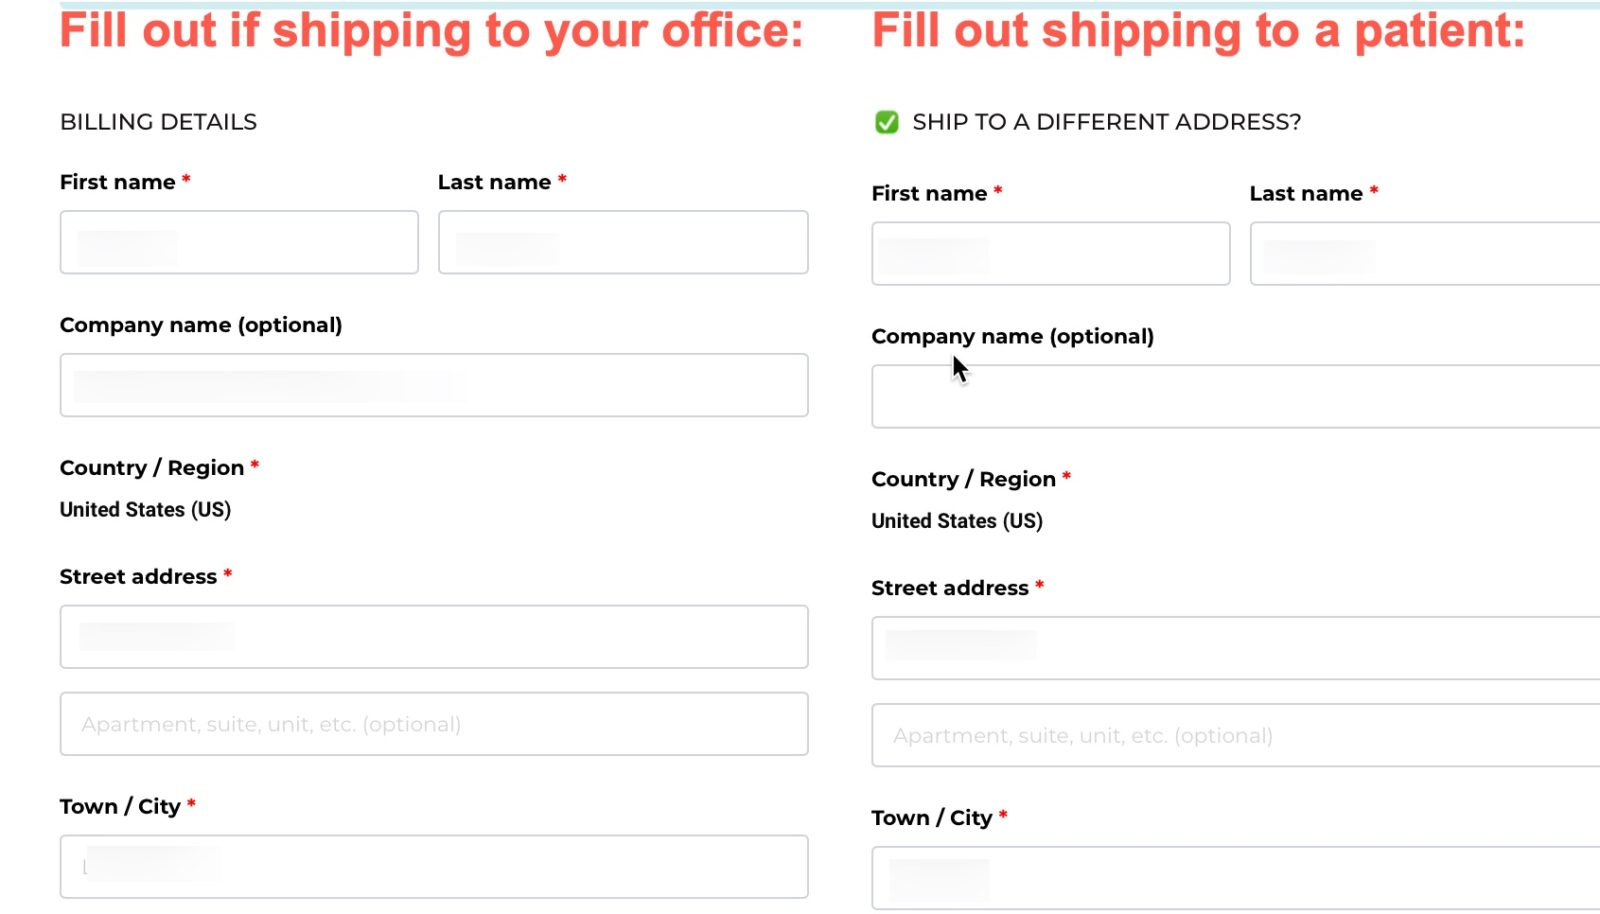 Fill out if shipping to your office:
BILLING DETAILS
First name *
Last name *
Company name (optional)
Country / Region *
United States (US)
Street address *
Apartment, suite, unit, etc. (optional)
Town / City *
Fill out shipping to a patient:
✅ SHIP TO A DIFFERENT ADDRESS?
First name *
Last name *
Company name (optional)
Country / Region *
United States (US)
Street address *
Apartment, suite, unit, etc. (optional)
Town / City *